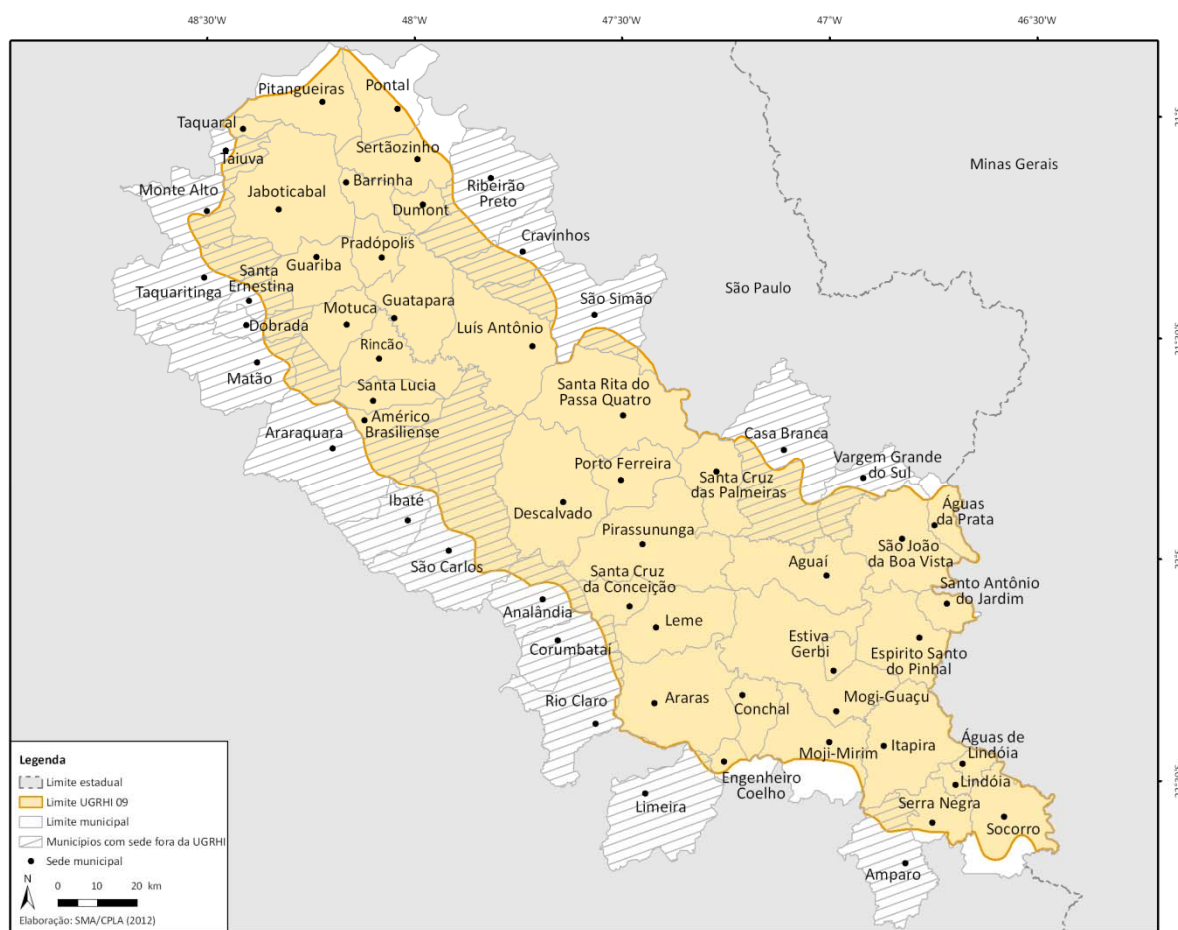 48°30'W
48°W
47°30'W
47°W
46°30'W
Pitangueiras
Pontal
21°S
Taquaral
Sertãozinho
Taiuva
Minas Gerais
Monte Alto
Jaboticabal
Barrinha
Ribeirão
Preto
Dumont
Cravinhos
Pradópolis
Guariba
Santa
Ernestina
Taquaritinga
São Paulo
Motuca
Guatapara
São Simão
Dobrada
Luís Antônio
21°30'S
Rincão
Matão
Santa Lucia
Santa Rita do
Passa Quatro
Américo
Brasiliense
Araraquara
Casa Branca
Vargem Grande
do Sul
Porto Ferreira
Santa Cruz
das Palmeiras
Ibaté
Descalvado
Águas
da Prata
Pirassununga
São João
da Boa Vista
São Carlos
Aguaí
22°S
Santa Cruz
da Conceição
Santo Antônio
do Jardim
Analândia
Leme
Corumbataí
Estiva
Gerbi
Espirito Santo
do Pinhal
Rio Claro
Araras
Conchal
Mogi-Guaçu
Moji-Mirim
Itapira
Águas de
Lindóia
Engenheiro
Coelho
Lindóia
Limeira
Serra Negra
Socorro
Amparo
Legenda
Limite estadual
Limite UGRHI 09
Limite municipal
Municípios com sede fora da UGRHI
Sede municipal
N
0 10 20 km
Elaboração: SMA/CPLA (2012)